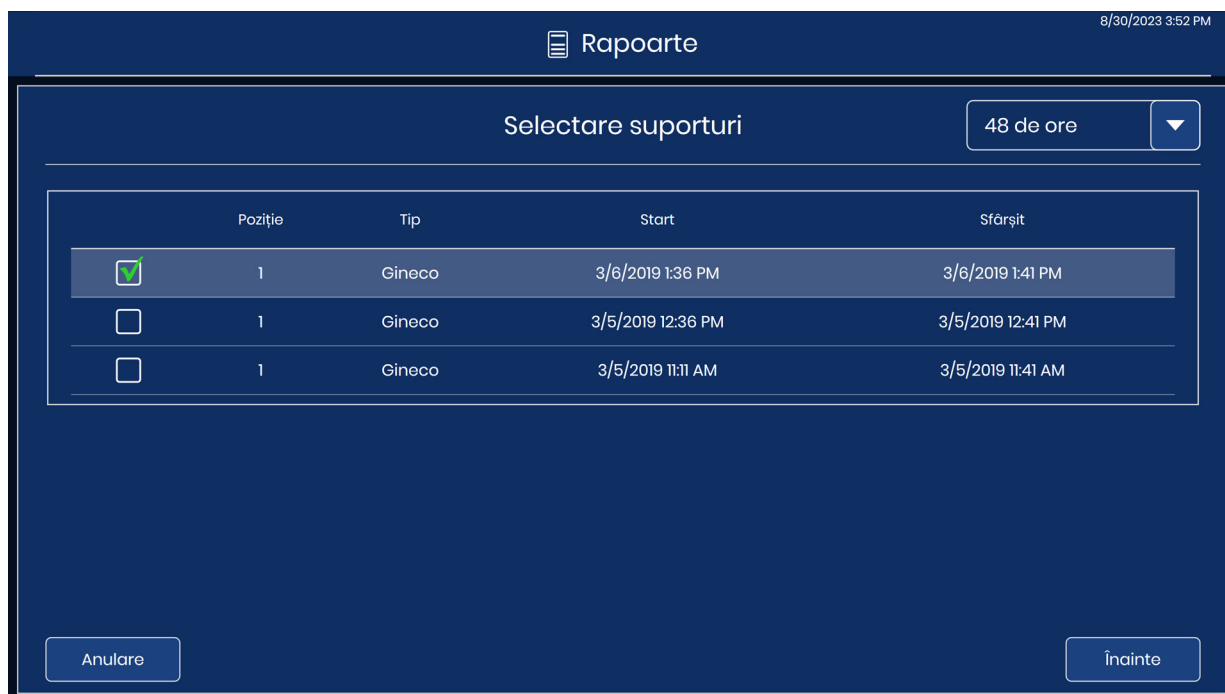 8/30/2023 3:52 PM
Rapoarte
Selectare suporturi
48 de ore
Poziție Tip Start Sfârșit
1 Gineco 3/6/2019 1:36 PM 3/6/2019 1:41 PM
1 Gineco 3/5/2019 12:36 PM 3/5/2019 12:41 PM
1 Gineco 3/5/2019 11:11 AM 3/5/2019 11:41 AM
Anulare Înainte